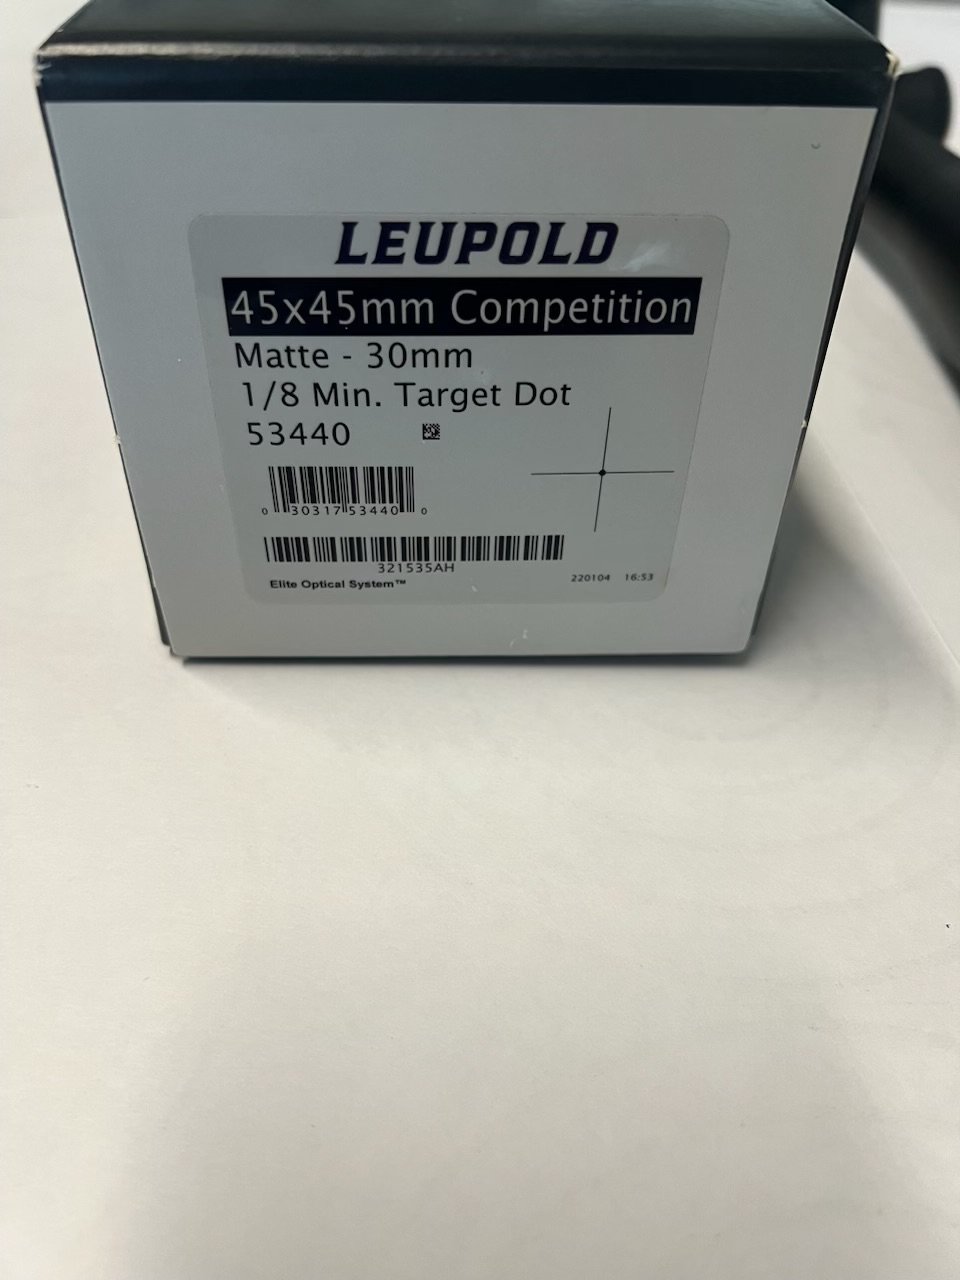 LEUPOLD
45x45mm Competition
Matte - 30mm
1/8 Min. Target Dot
53440
0 30317 53440 0
321535AH
Elite Optical System™
220104 16:53